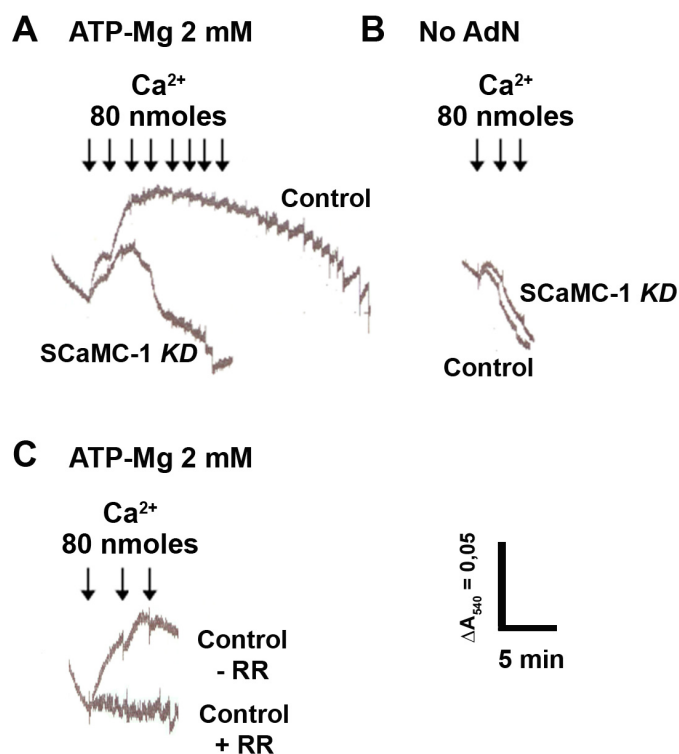 A ATP-Mg 2 mM
Ca²⁺
80 nmoles
Control
SCaMC-1 KD
B No AdN
Ca²⁺
80 nmoles
SCaMC-1 KD
Control
C ATP-Mg 2 mM
Ca²⁺
80 nmoles
Control
- RR
Control
+ RR
ΔA₅₄₀ = 0,05
5 min